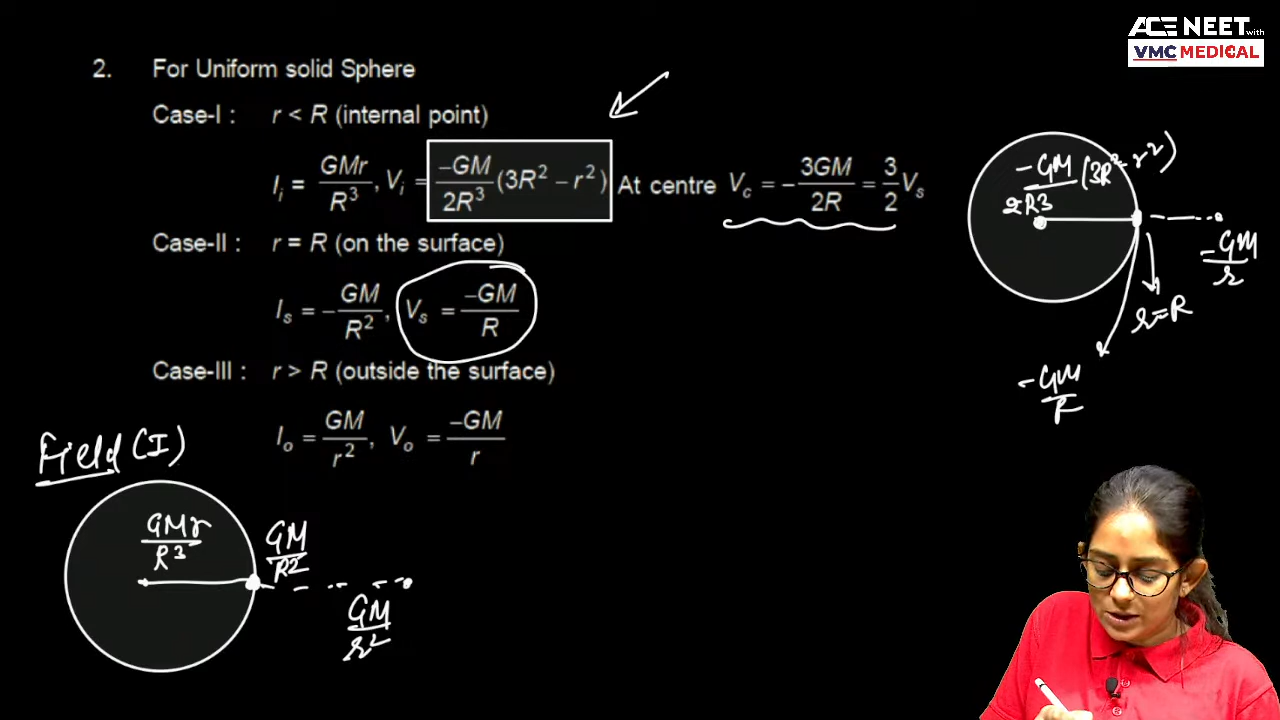 ACE NEET with
VMC MEDICAL
2. For Uniform solid Sphere
Case-I : r < R (internal point)
I_i = GMr/R^3, V_i = -GM/2R^3 (3R^2 – r^2) At centre V_c = -3GM/2R = 3/2 V_s
Case-II : r = R (on the surface)
I_s = -GM/R^2, V_s = -GM/R
Case-III : r > R (outside the surface)
I_o = GM/r^2, V_o = -GM/r
-GM/2R3 (3R^2 - r^2)
-GM/r
r=R
-GM/R
Field (I)
GMr/R^3
GM/R2
GM/r^2